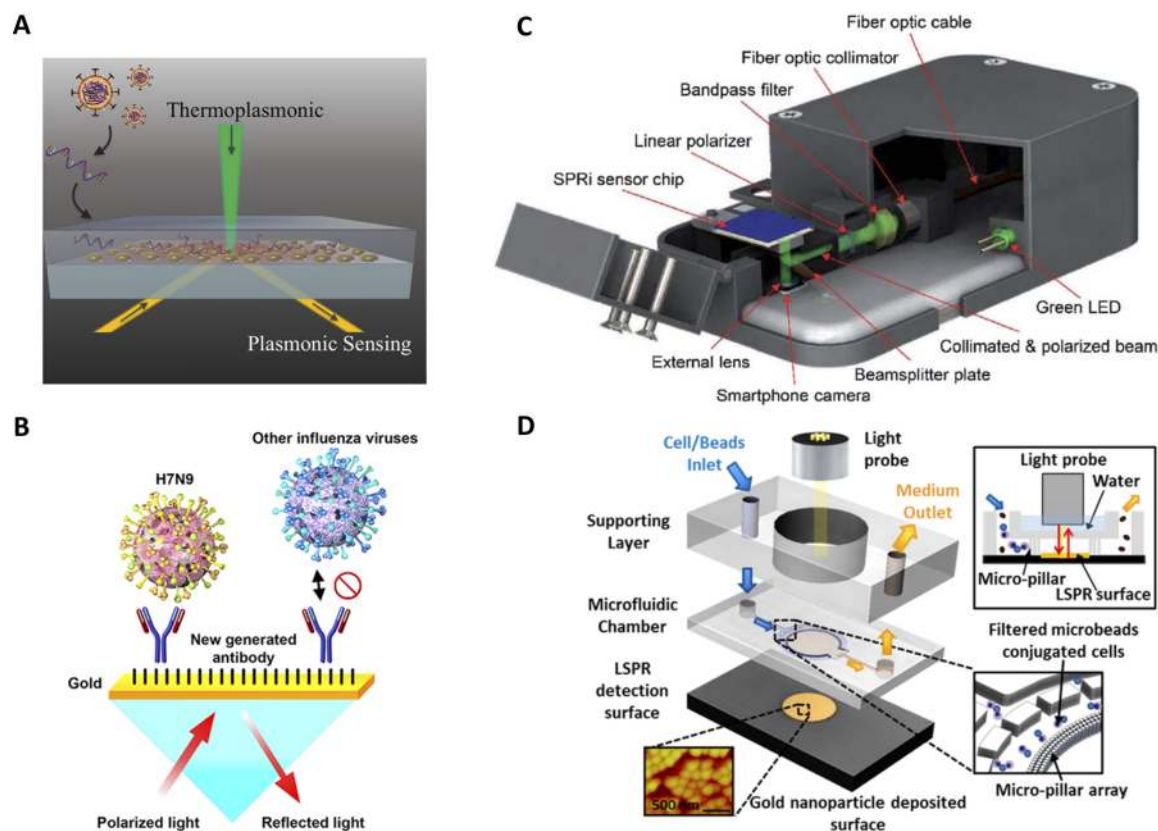 A
Thermoplasmonic
Plasmonic Sensing
B
Other influenza viruses
H7N9
New generated
antibody
Gold
Polarized light
Reflected light
C
Fiber optic cable
Fiber optic collimator
Bandpass filter
Linear polarizer
SPRi sensor chip
Green LED
Collimated & polarized beam
External lens
Beamsplitter plate
Smartphone camera
D
Cell/Beads
Inlet
Light
probe
Medium
Outlet
Supporting
Layer
Microfluidic
Chamber
LSPR
detection
surface
500 nm
Gold nanoparticle deposited
surface
Light probe
Water
Micro-pillar
LSPR surface
Filtered microbeads
conjugated cells
Micro-pillar array